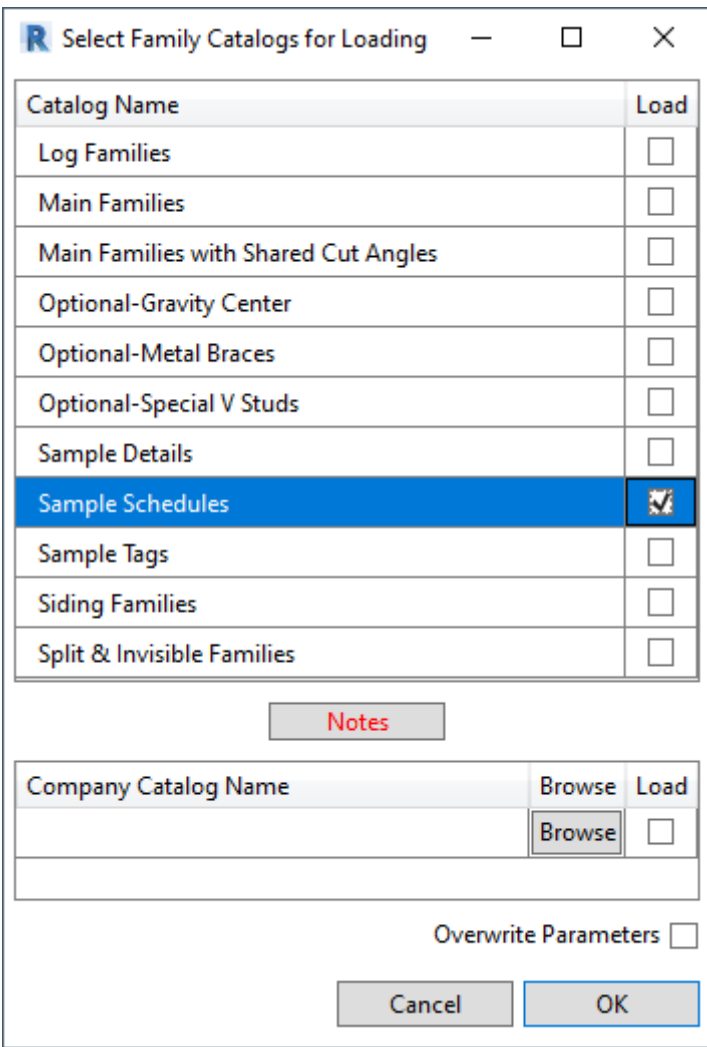 R Select Family Catalogs for Loading
Catalog Name Load
Log Families
Main Families
Main Families with Shared Cut Angles
Optional-Gravity Center
Optional-Metal Braces
Optional-Special V Studs
Sample Details
Sample Schedules
Sample Tags
Siding Families
Split & Invisible Families
Notes
Company Catalog Name Browse Load
Browse
Overwrite Parameters
Cancel OK